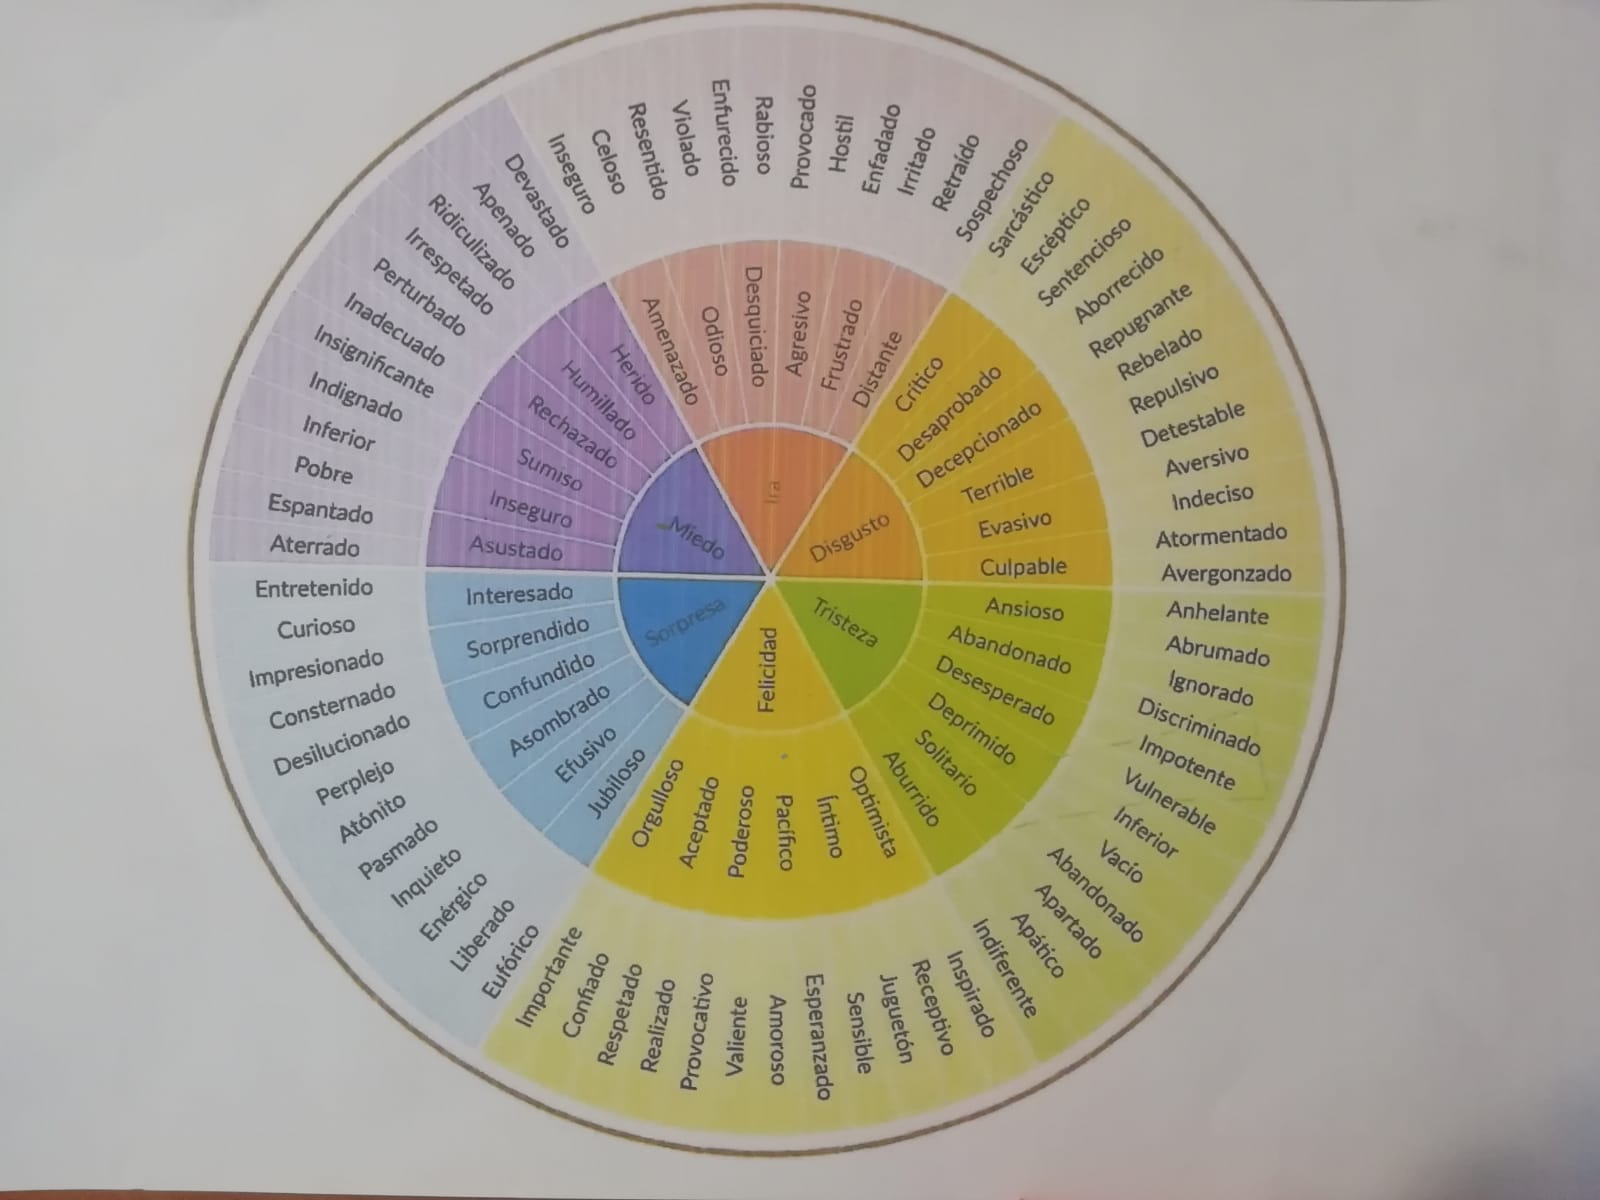 Ira
Disgusto
Tristeza
Felicidad
Sorpresa
Miedo
Amenazado
Odioso
Desquiciado
Agresivo
Frustrado
Distante
Crítico
Desaprobado
Decepcionado
Terrible
Evasivo
Culpable
Ansioso
Abandonado
Desesperado
Deprimido
Solitario
Aburrido
Optimista
Íntimo
Pacífico
Poderoso
Aceptado
Orgulloso
Jubiloso
Efusivo
Asombrado
Confundido
Sorprendido
Interesado
Asustado
Inseguro
Sumiso
Rechazado
Humillado
Herido
Inseguro
Celoso
Resentido
Violado
Enfurecido
Rabioso
Provocado
Hostil
Enfadado
Irritado
Retraído
Sospechoso
Sarcástico
Escéptico
Sentencioso
Aborrecido
Repugnante
Rebelado
Repulsivo
Detestable
Aversivo
Indeciso
Atormentado
Avergonzado
Anhelante
Abrumado
Ignorado
Discriminado
Impotente
Vulnerable
Inferior
Vacío
Abandonado
Apartado
Apático
Indiferente
Inspirado
Receptivo
Juguetón
Sensible
Esperanzado
Amoroso
Valiente
Provocativo
Realizado
Respetado
Confiado
Importante
Eufórico
Liberado
Enérgico
Inquieto
Pasmado
Atónito
Perplejo
Desilucionado
Consternado
Impresionado
Curioso
Entretenido
Aterrado
Espantado
Pobre
Inferior
Indignado
Insignificante
Inadecuado
Perturbado
Irrespetado
Ridiculizado
Apenado
Devastado